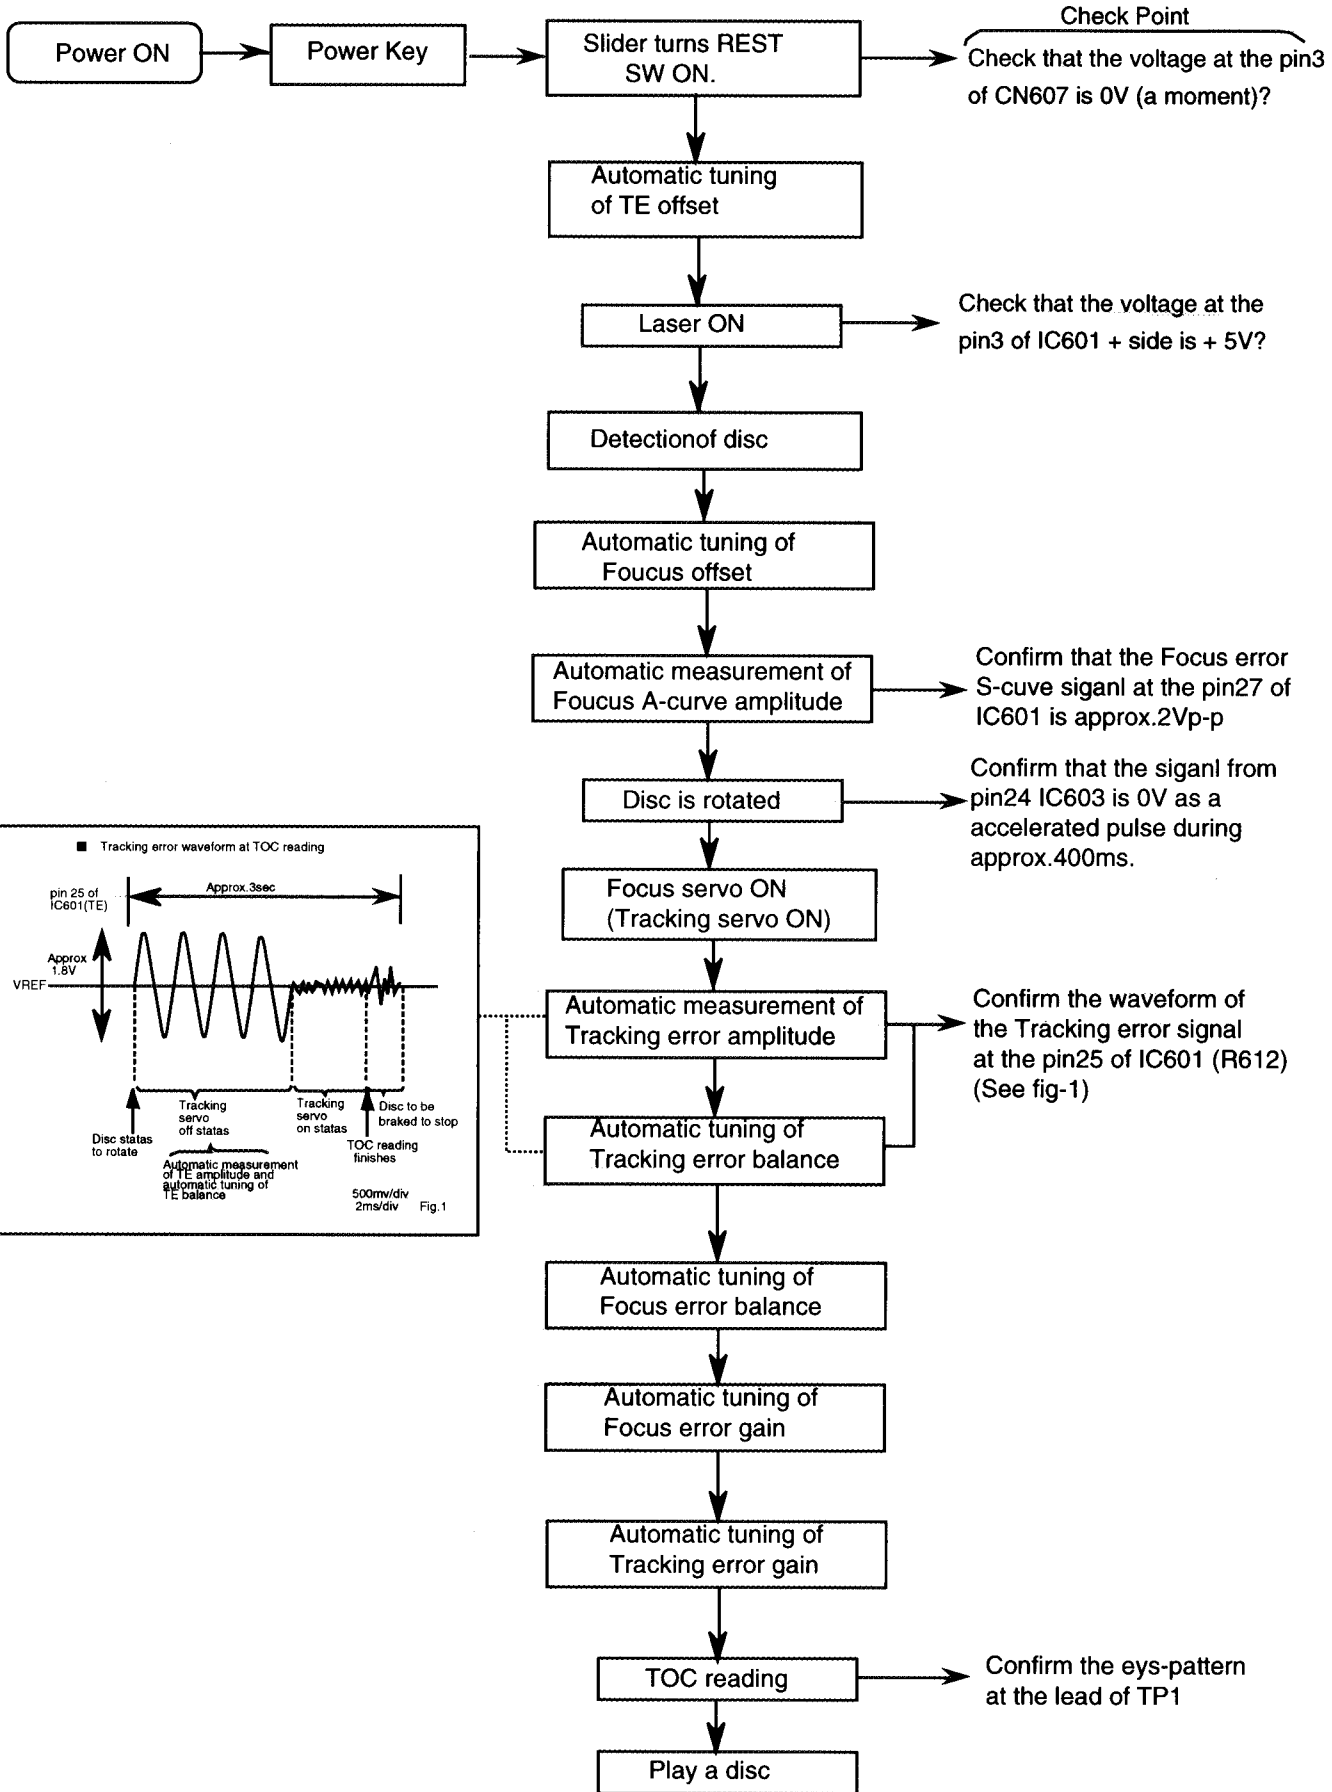 Check Point
Power ON
Power Key
Slider turns REST
SW ON.
Check that the voltage at the pin3
of CN607 is 0V (a moment)?
Automatic tuning
of TE offset
Laser ON
Check that the voltage at the
pin3 of IC601 + side is + 5V?
Detectionof disc
Automatic tuning of
Foucus offset
Automatic measurement of
Foucus A-curve amplitude
Confirm that the Focus error
S-cuve siganl at the pin27 of
IC601 is approx.2Vp-p
Disc is rotated
Confirm that the siganl from
pin24 IC603 is 0V as a
accelerated pulse during
approx.400ms.
Focus servo ON
(Tracking servo ON)
■ Tracking error waveform at TOC reading
pin 25 of
IC601(TE)
Approx.3sec
Approx
1.8V
VREF
Disc statas
to rotate
Tracking
servo
off statas
Tracking
servo
on statas
Disc to be
braked to stop
TOC reading
finishes
Automatic measurement
of TE amplitude and
automatic tuning of
TE balance
500mv/div
2ms/div
Fig.1
Automatic measurement of
Tracking error amplitude
Confirm the waveform of
the Tracking error signal
at the pin25 of IC601 (R612)
(See fig-1)
Automatic tuning of
Tracking error balance
Automatic tuning of
Focus error balance
Automatic tuning of
Focus error gain
Automatic tuning of
Tracking error gain
TOC reading
Confirm the eys-pattern
at the lead of TP1
Play a disc